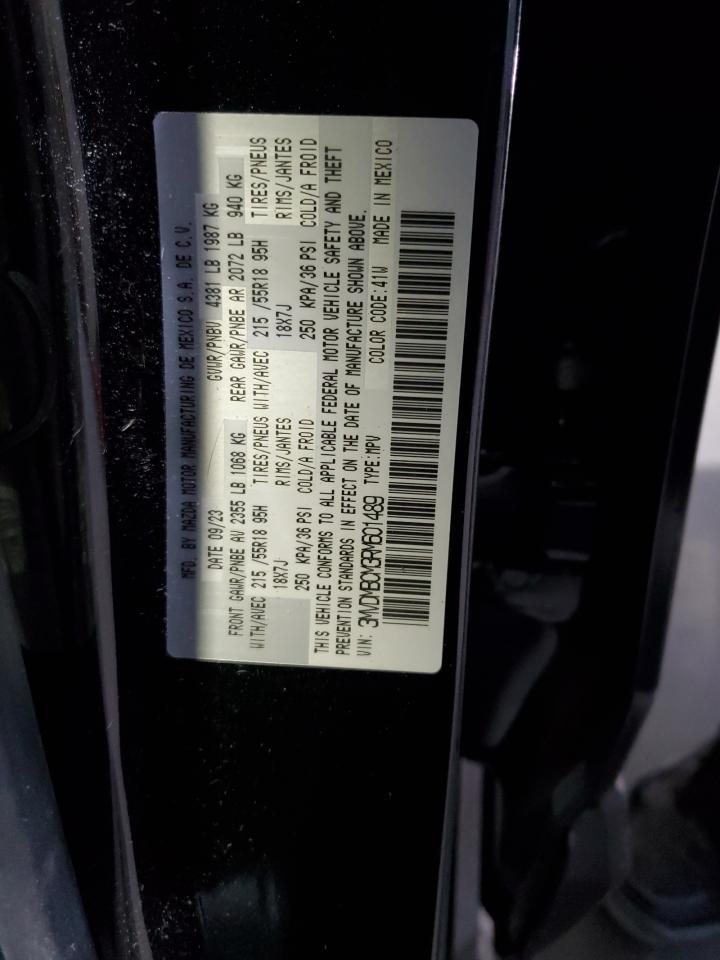 MFD. BY MAZDA MOTOR MANUFACTURING DE MEXICO S.A. DE C.V.
DATE 09/23 GVWR/PNBV 4381 LB 1987 KG
FRONT GAWR/PNBE AV 2355 LB 1068 KG REAR GAWR/PNBE AR 2072 LB 940 KG
WITH/AVEC 215 /55R18 95H TIRES/PNEUS WITH/AVEC 215 /55R18 95H TIRES/PNEUS
18X7J RIMS/JANTES 18X7J RIMS/JANTES
250 KPA/36 PSI COLD/A FROID 250 KPA/36 PSI COLD/A FROID
THIS VEHICLE CONFORMS TO ALL APPLICABLE FEDERAL MOTOR VEHICLE SAFETY AND THEFT
PREVENTION STANDARDS IN EFFECT ON THE DATE OF MANUFACTURE SHOWN ABOVE.
VIN: 3MVDMBCM3RM601489 TYPE:MPV COLOR CODE:41W MADE IN MEXICO